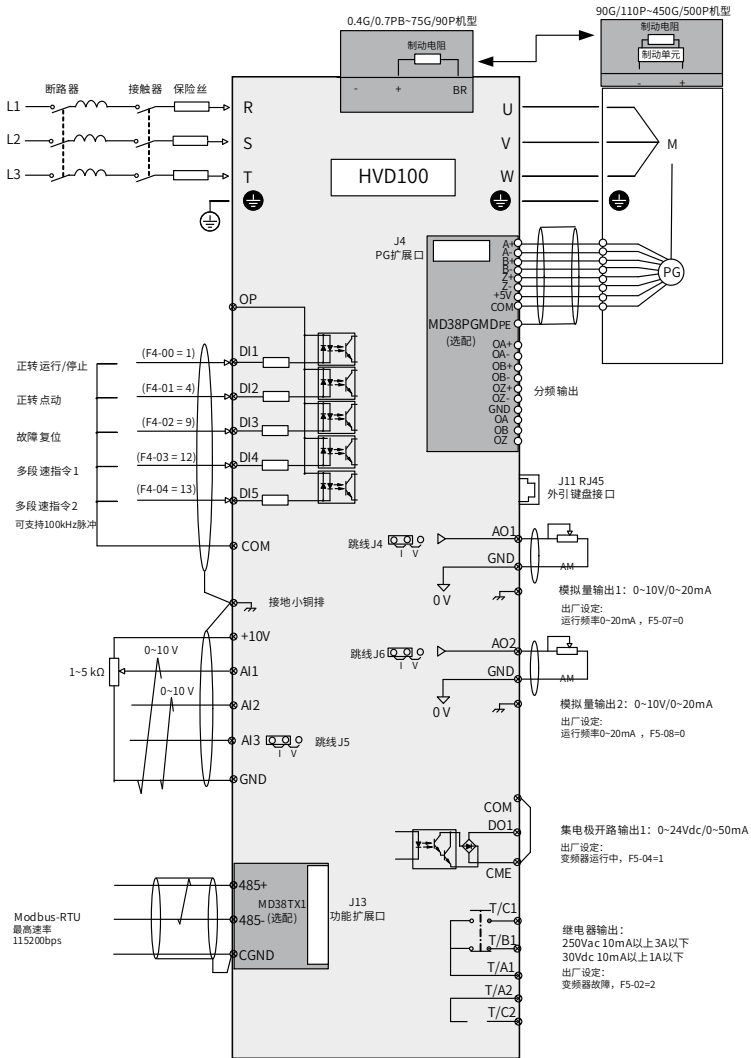 0.4G/0.7PB~75G/90P机型
90G/110P~450G/500P机型
制动电阻
制动电阻
制动单元
-
+
BR
-
+
断路器
接触器
保险丝
L1
R
U
L2
S
V
M
L3
T
W
HVD100
J4
PG扩展口
A+
A-
B+
B-
Z+
Z-
+5V
COM
PE
PG
MD38PGMD
(选配)
OA+
OA-
OB+
OB-
OZ+
OZ-
GND
OA
OB
OZ
分频输出
OP
正转运行/停止
(F4-00 = 1)
DI1
正转点动
(F4-01 = 4)
DI2
故障复位
(F4-02 = 9)
DI3
多段速指令1
(F4-03 = 12)
DI4
多段速指令2
(F4-04 = 13)
DI5
可支持100kHz脉冲
COM
J11 RJ45
外引键盘接口
跳线J4
I V
AO1
GND
0 V
AM
模拟量输出1：0~10V/0~20mA
出厂设定:
运行频率0~20mA ，F5-07=0
接地小铜排
+10V
0~10 V
1~5 kΩ
AI1
0~10 V
AI2
AI3
I V
跳线J5
GND
跳线J6
I V
AO2
GND
0 V
AM
模拟量输出2：0~10V/0~20mA
出厂设定:
运行频率0~20mA ，F5-08=0
COM
DO1
CME
集电极开路输出1：0~24Vdc/0~50mA
出厂设定:
变频器运行中，F5-04=1
Modbus-RTU
最高速率
115200bps
485+
MD38TX1
(选配)
485-
CGND
J13
功能扩展口
T/C1
T/B1
T/A1
T/A2
T/C2
继电器输出：
250Vac 10mA以上3A以下
30Vdc 10mA以上1A以下
出厂设定：
变频器故障，F5-02=2